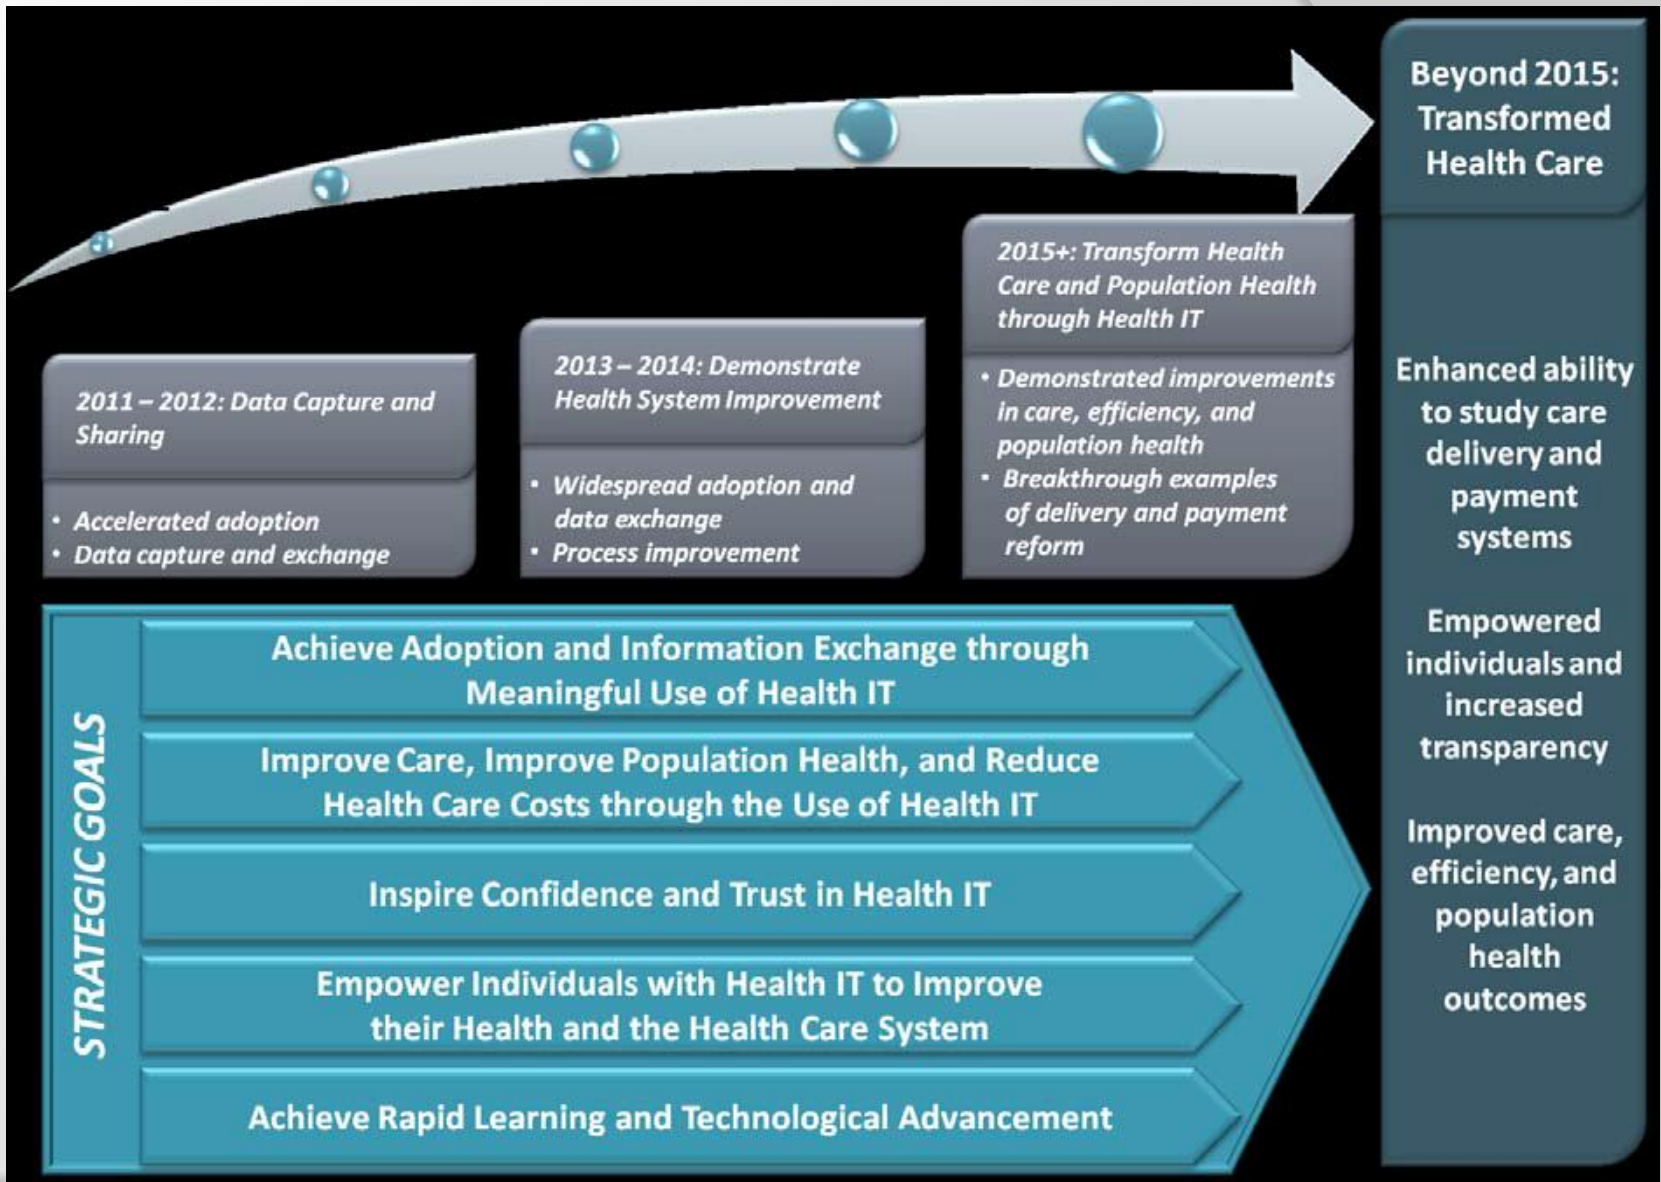 Beyond 2015:
Transformed
Health Care
2011 – 2012: Data Capture and
Sharing
• Accelerated adoption
• Data capture and exchange
2013 – 2014: Demonstrate
Health System Improvement
• Widespread adoption and
data exchange
• Process improvement
2015+: Transform Health
Care and Population Health
through Health IT
• Demonstrated improvements
in care, efficiency, and
population health
• Breakthrough examples
of delivery and payment
reform
Enhanced ability
to study care
delivery and
payment
systems
Empowered
individuals and
increased
transparency
Improved care,
efficiency, and
population
health
outcomes
STRATEGIC GOALS
Achieve Adoption and Information Exchange through
Meaningful Use of Health IT
Improve Care, Improve Population Health, and Reduce
Health Care Costs through the Use of Health IT
Inspire Confidence and Trust in Health IT
Empower Individuals with Health IT to Improve
their Health and the Health Care System
Achieve Rapid Learning and Technological Advancement